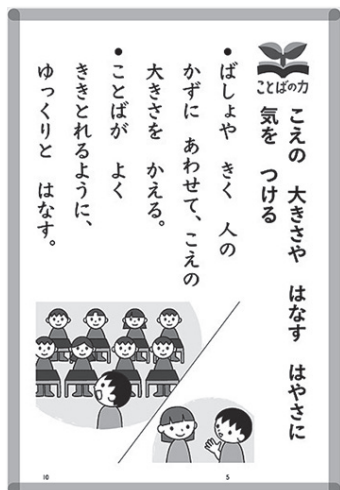 ことばの力
こえの　大きさや　はなす　はやさに
気を　つける
●ばしょや　きく　人の
かずに　あわせて、こえの
大きさを　かえる。
●ことばが　よく
ききとれるように、
ゆっくりと　はなす。
5
10